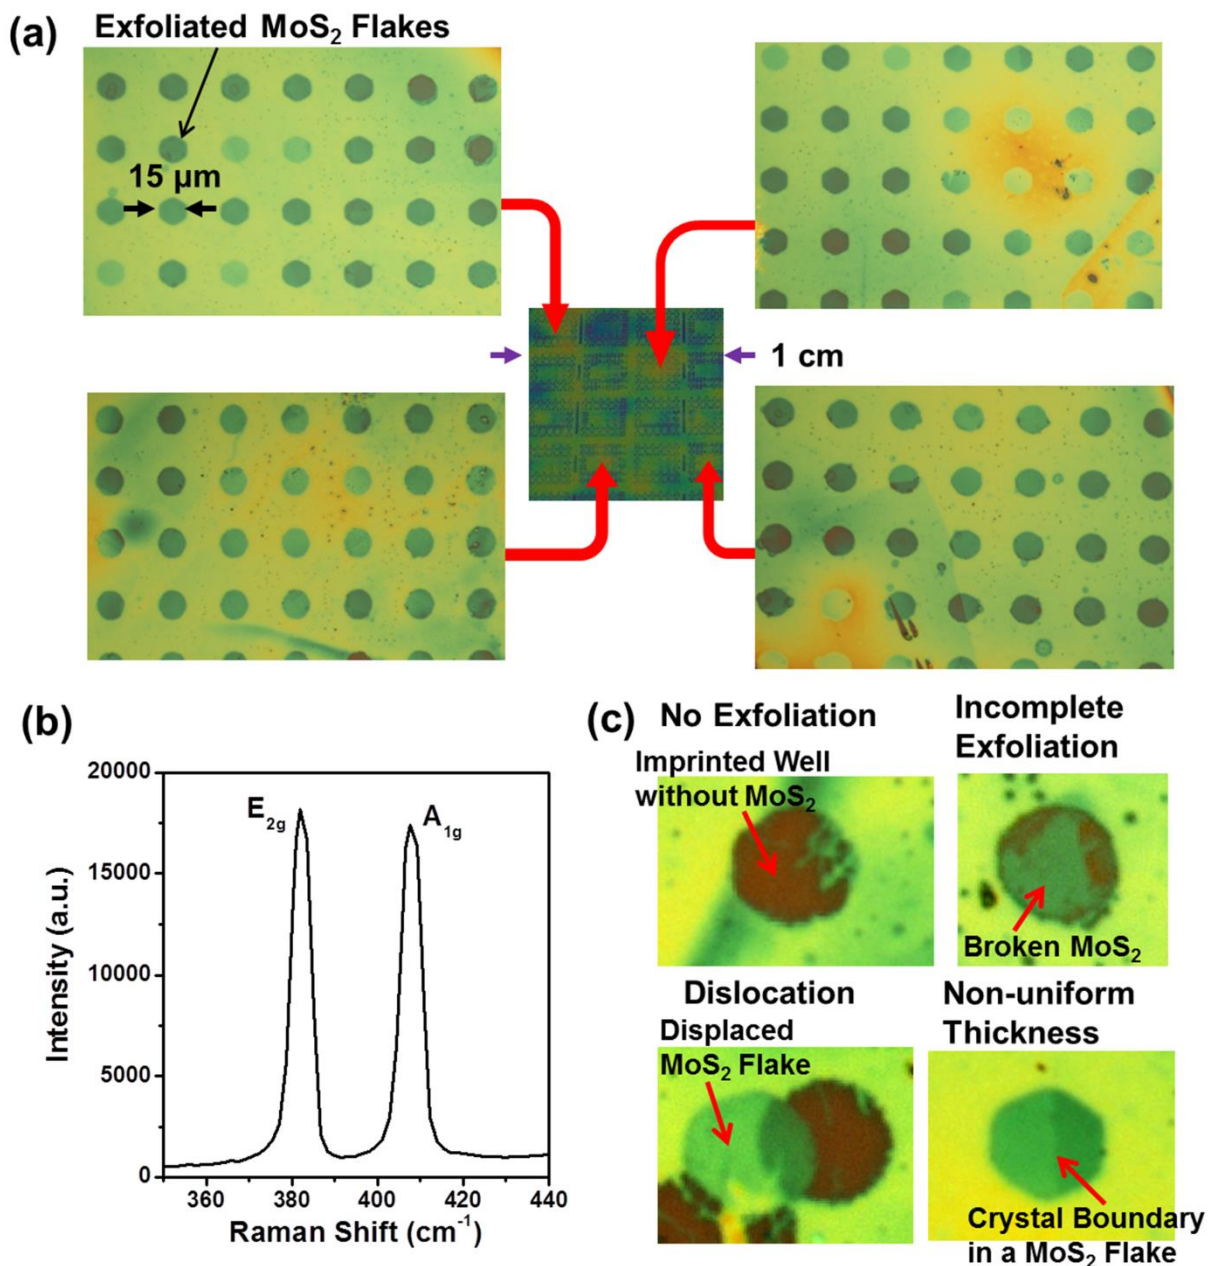 (a)
Exfoliated MoS₂ Flakes
15 µm
1 cm
(b)
20000
15000
10000
5000
0
Intensity (a.u.)
E₂g
A₁g
360
380
400
420
440
Raman Shift (cm⁻¹)
(c)
No Exfoliation
Imprinted Well
without MoS₂
Incomplete
Exfoliation
Broken MoS₂
Dislocation
Displaced
MoS₂ Flake
Non-uniform
Thickness
Crystal Boundary
in a MoS₂ Flake